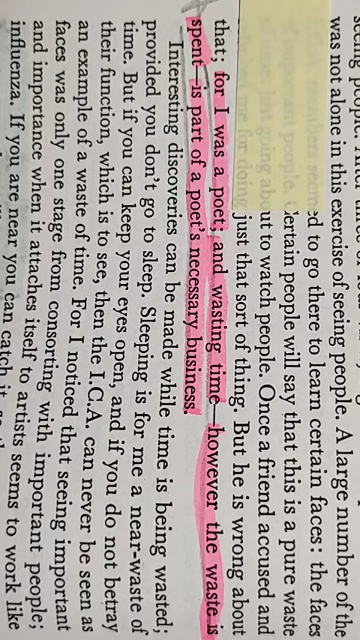 was not alone in this exercise of seeing people. A large number of the
members seemed to go there to learn certain faces: the faces
Certain people will say that this is a pure waste
going about to watch people. Once a friend accused and
me for doing just that sort of thing. But he is wrong about
that; for I was a poet; and wasting time—however the waste is
spent—is part of a poet's necessary business.
Interesting discoveries can be made while time is being wasted;
provided you don't go to sleep. Sleeping is for me a near-waste of
time. But if you can keep your eyes open, and if you do not betray
their function, which is to see, then the I.C.A. can never be seen as
an example of a waste of time. For I noticed that seeing important
faces was only one stage from consorting with important people;
and importance when it attaches itself to artists seems to work like
influenza. If you are near you can catch it